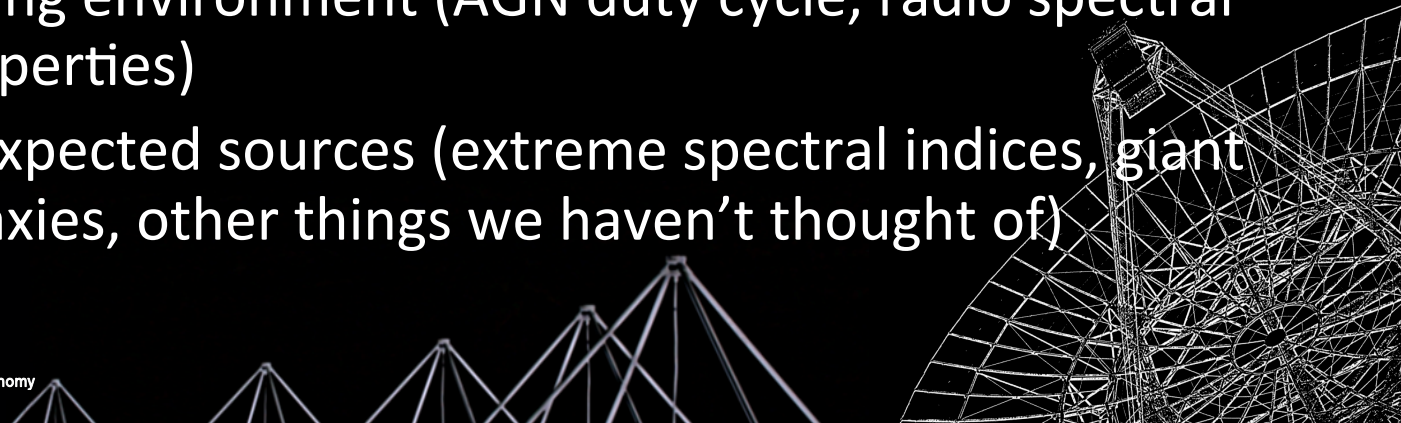 ng environment (AGN duty cycle, radio spectral
perties)
xpected sources (extreme spectral indices, giant
axies, other things we haven’t thought of)
nomy